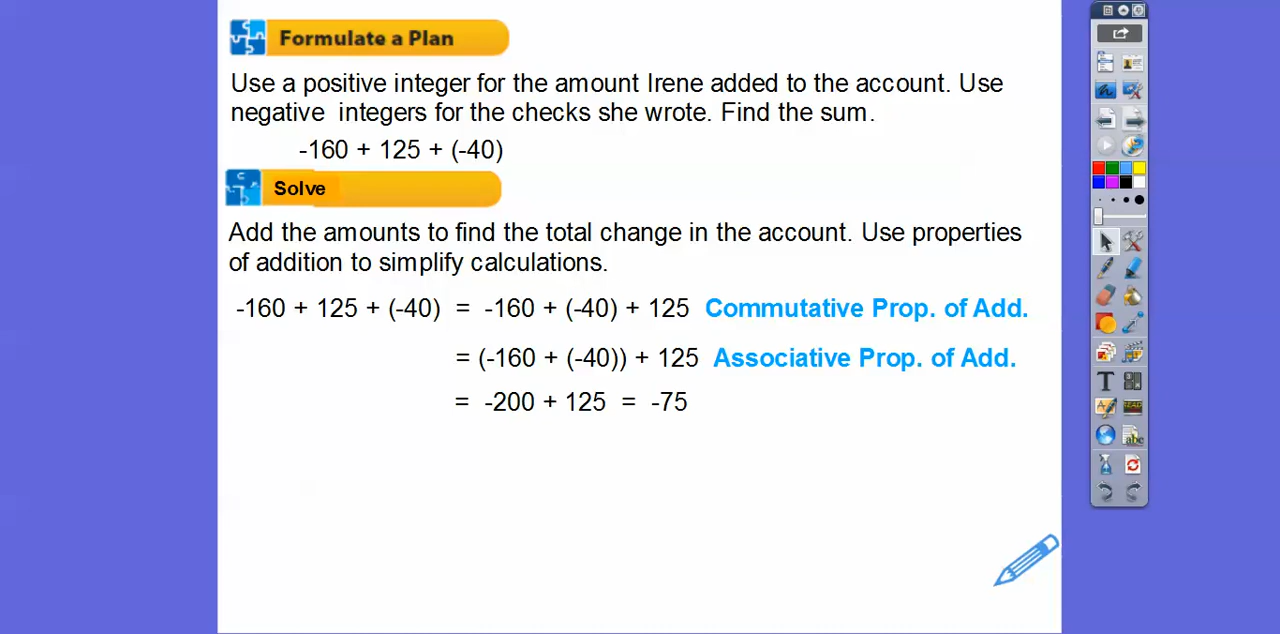 Formulate a Plan
Use a positive integer for the amount Irene added to the account. Use
negative integers for the checks she wrote. Find the sum.
-160 + 125 + (-40)
Solve
Add the amounts to find the total change in the account. Use properties
of addition to simplify calculations.
-160 + 125 + (-40) = -160 + (-40) + 125 Commutative Prop. of Add.
= (-160 + (-40)) + 125 Associative Prop. of Add.
= -200 + 125 = -75